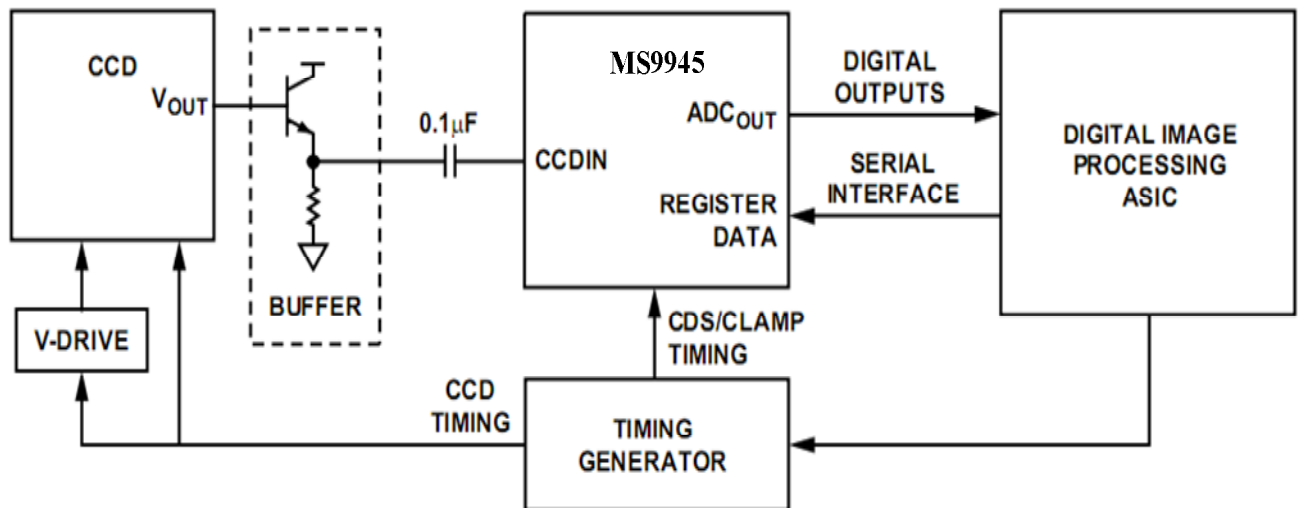 CCD
VOUT
BUFFER
V-DRIVE
0.1μF
MS9945
CCDIN
ADCOUT
REGISTER
DATA
DIGITAL
OUTPUTS
SERIAL
INTERFACE
DIGITAL IMAGE
PROCESSING
ASIC
CDS/CLAMP
TIMING
CCD
TIMING
TIMING
GENERATOR